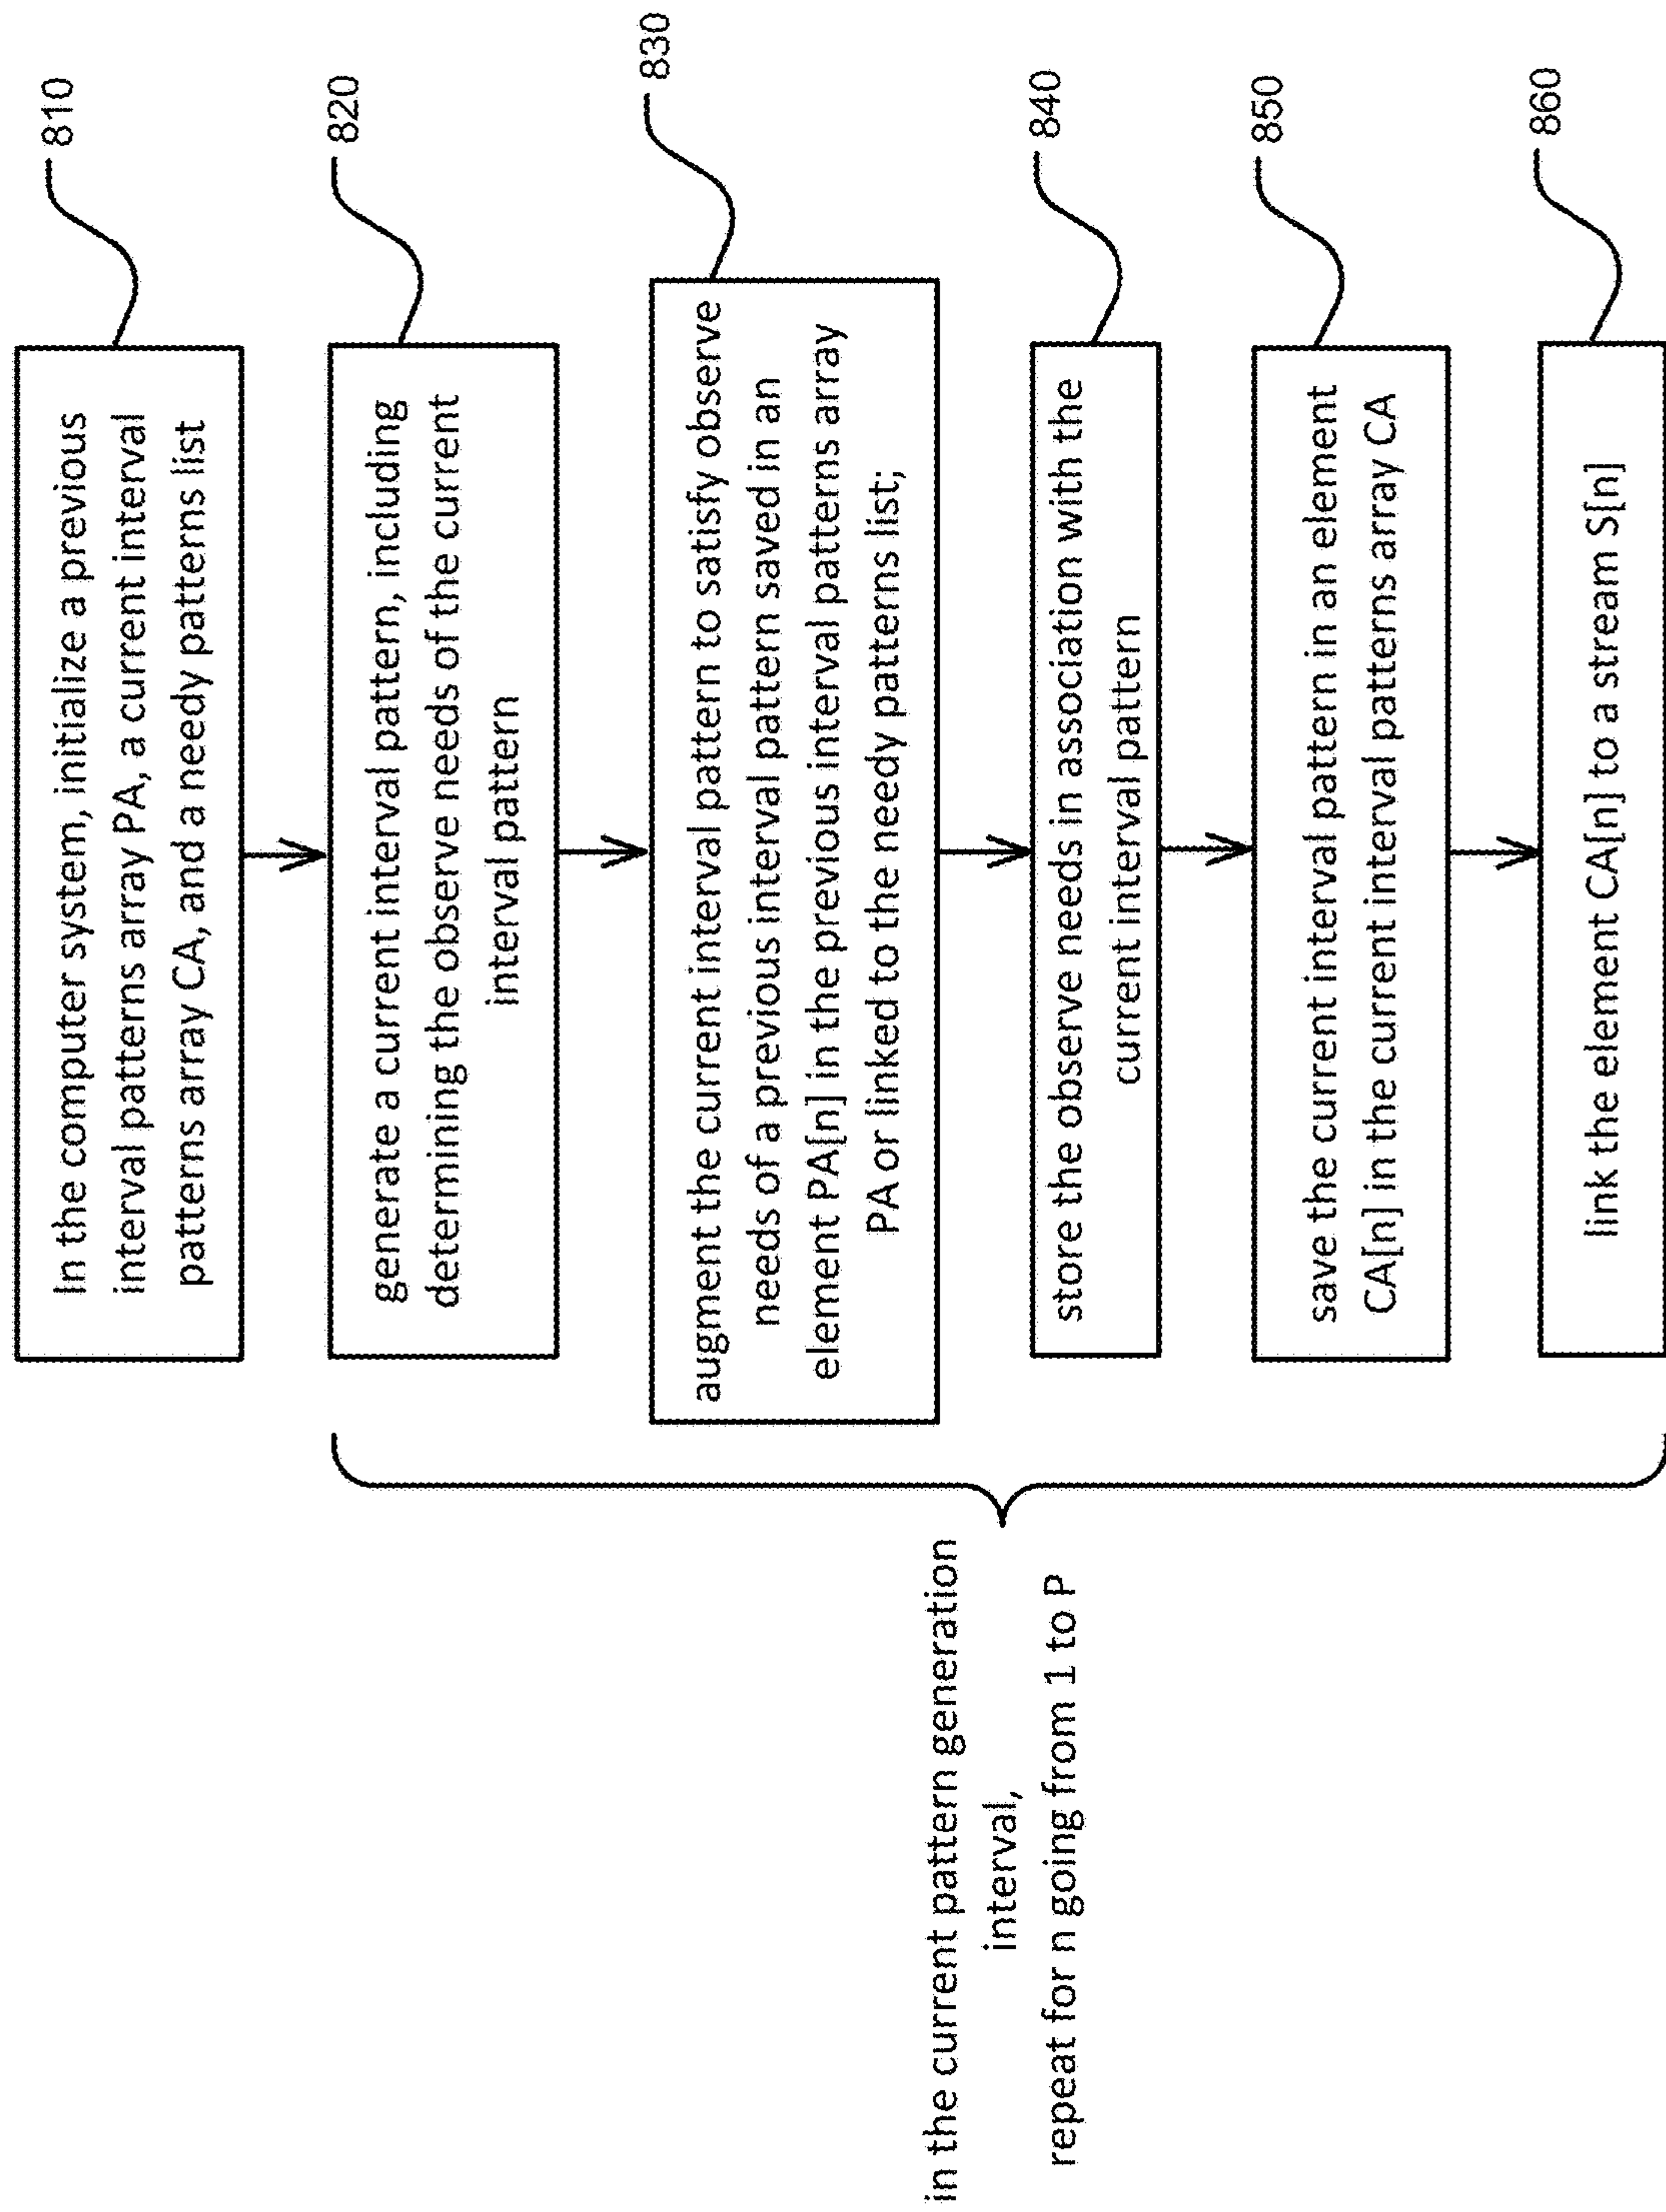 810
In the computer system, initialize a previous
interval patterns array PA, a current interval
patterns array CA, and a needy patterns list
820
generate a current interval pattern, including
determining the observe needs of the current
interval pattern
830
augment the current interval pattern to satisfy observe
needs of a previous interval pattern saved in an
element PA[n] in the previous interval patterns array
PA or linked to the needy patterns list;
840
store the observe needs in association with the
current interval pattern
850
save the current interval pattern in an element
CA[n] in the current interval patterns array CA
860
link the element CA[n] to a stream S[n]
in the current pattern generation
interval,
repeat for n going from 1 to P